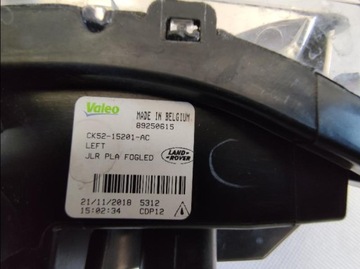 Valeo
MADE IN BELGIUM
89250615
CK52-15201-AC
LEFT
JLR PLA FOGLED
LAND ROVER
21/11/2018 5312
15:02:34 CDP12